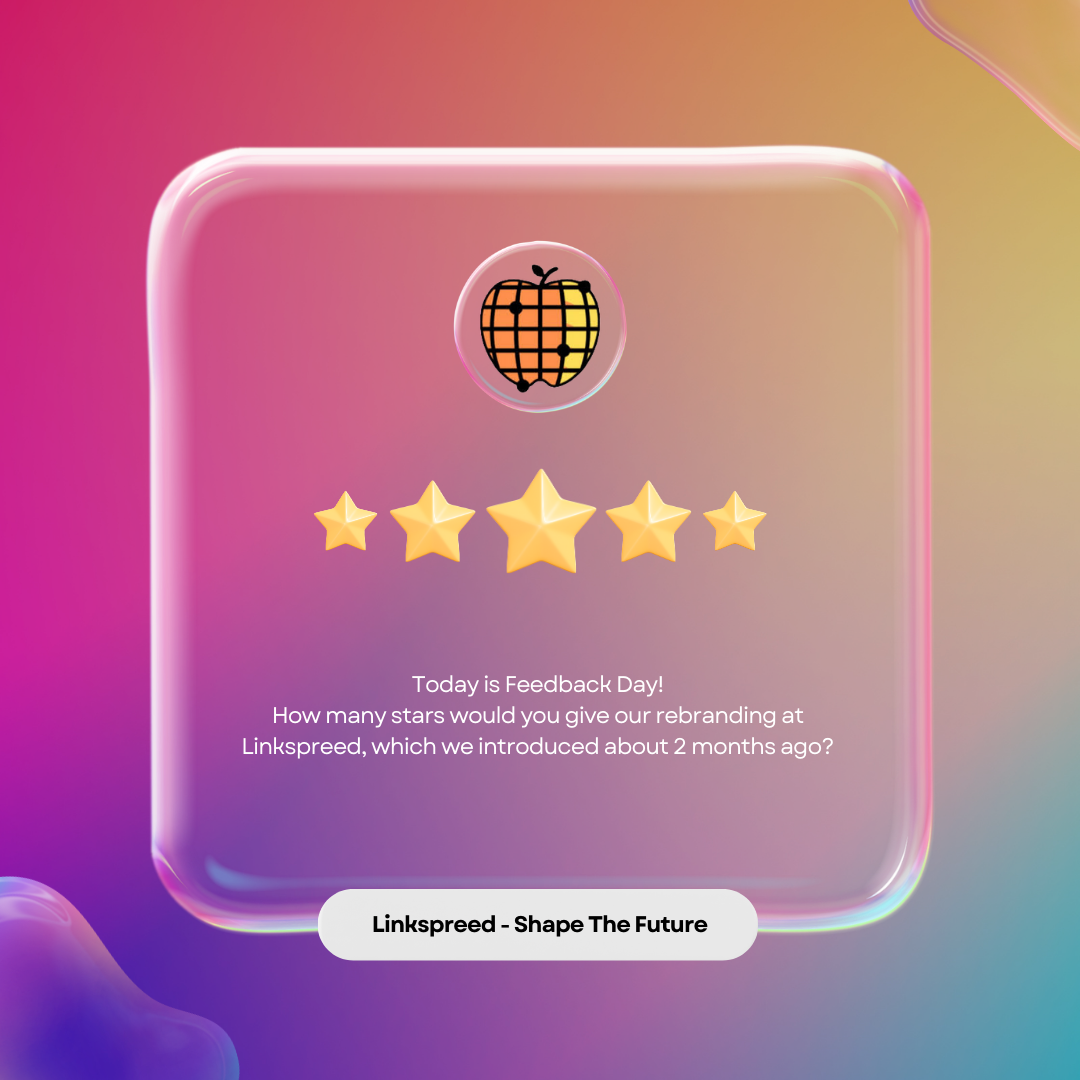 Today is Feedback Day!
How many stars would you give our rebranding at
Linkspreed, which we introduced about 2 months ago?
Linkspreed - Shape The Future